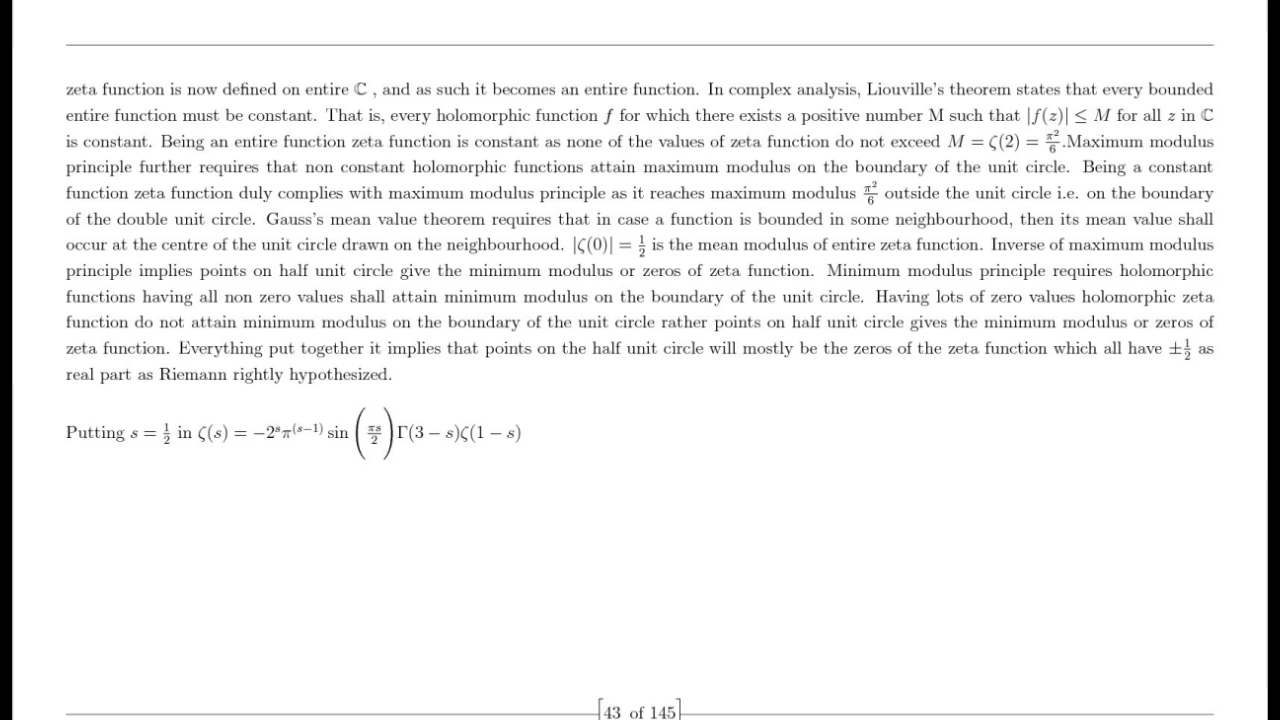 zeta function is now defined on entire ℂ , and as such it becomes an entire function. In complex analysis, Liouville's theorem states that every bounded
entire function must be constant. That is, every holomorphic function f for which there exists a positive number M such that |f(z)| ≤ M for all z in ℂ
is constant. Being an entire function zeta function is constant as none of the values of zeta function do not exceed M = ζ(2) = π²/6.Maximum modulus
principle further requires that non constant holomorphic functions attain maximum modulus on the boundary of the unit circle. Being a constant
function zeta function duly complies with maximum modulus principle as it reaches maximum modulus π²/6 outside the unit circle i.e. on the boundary
of the double unit circle. Gauss's mean value theorem requires that in case a function is bounded in some neighbourhood, then its mean value shall
occur at the centre of the unit circle drawn on the neighbourhood. |ζ(0)| = 1/2 is the mean modulus of entire zeta function. Inverse of maximum modulus
principle implies points on half unit circle give the minimum modulus or zeros of zeta function. Minimum modulus principle requires holomorphic
functions having all non zero values shall attain minimum modulus on the boundary of the unit circle. Having lots of zero values holomorphic zeta
function do not attain minimum modulus on the boundary of the unit circle rather points on half unit circle gives the minimum modulus or zeros of
zeta function. Everything put together it implies that points on the half unit circle will mostly be the zeros of the zeta function which all have ±1/2 as
real part as Riemann rightly hypothesized.
Putting s = 1/2 in ζ(s) = −2^s π^(s−1) sin (πs/2) Γ(3 − s)ζ(1 − s)
[43 of 145]